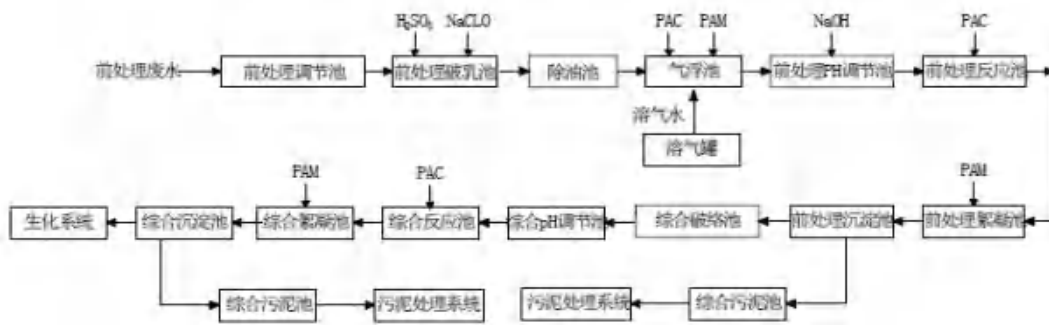 H₂SO₄ NaCLO PAC PAM NaOH PAC
前处理废水 前处理调节池 前处理破乳池 除油池 气浮池 前处理PH调节池 前处理反应池
溶气水
溶气罐
PAM PAC PAM
生化系统 综合沉淀池 综合絮凝池 综合反应池 综合pH调节池 综合破络池 前处理沉淀池 前处理絮凝池
综合污泥池 污泥处理系统 污泥处理系统 综合污泥池